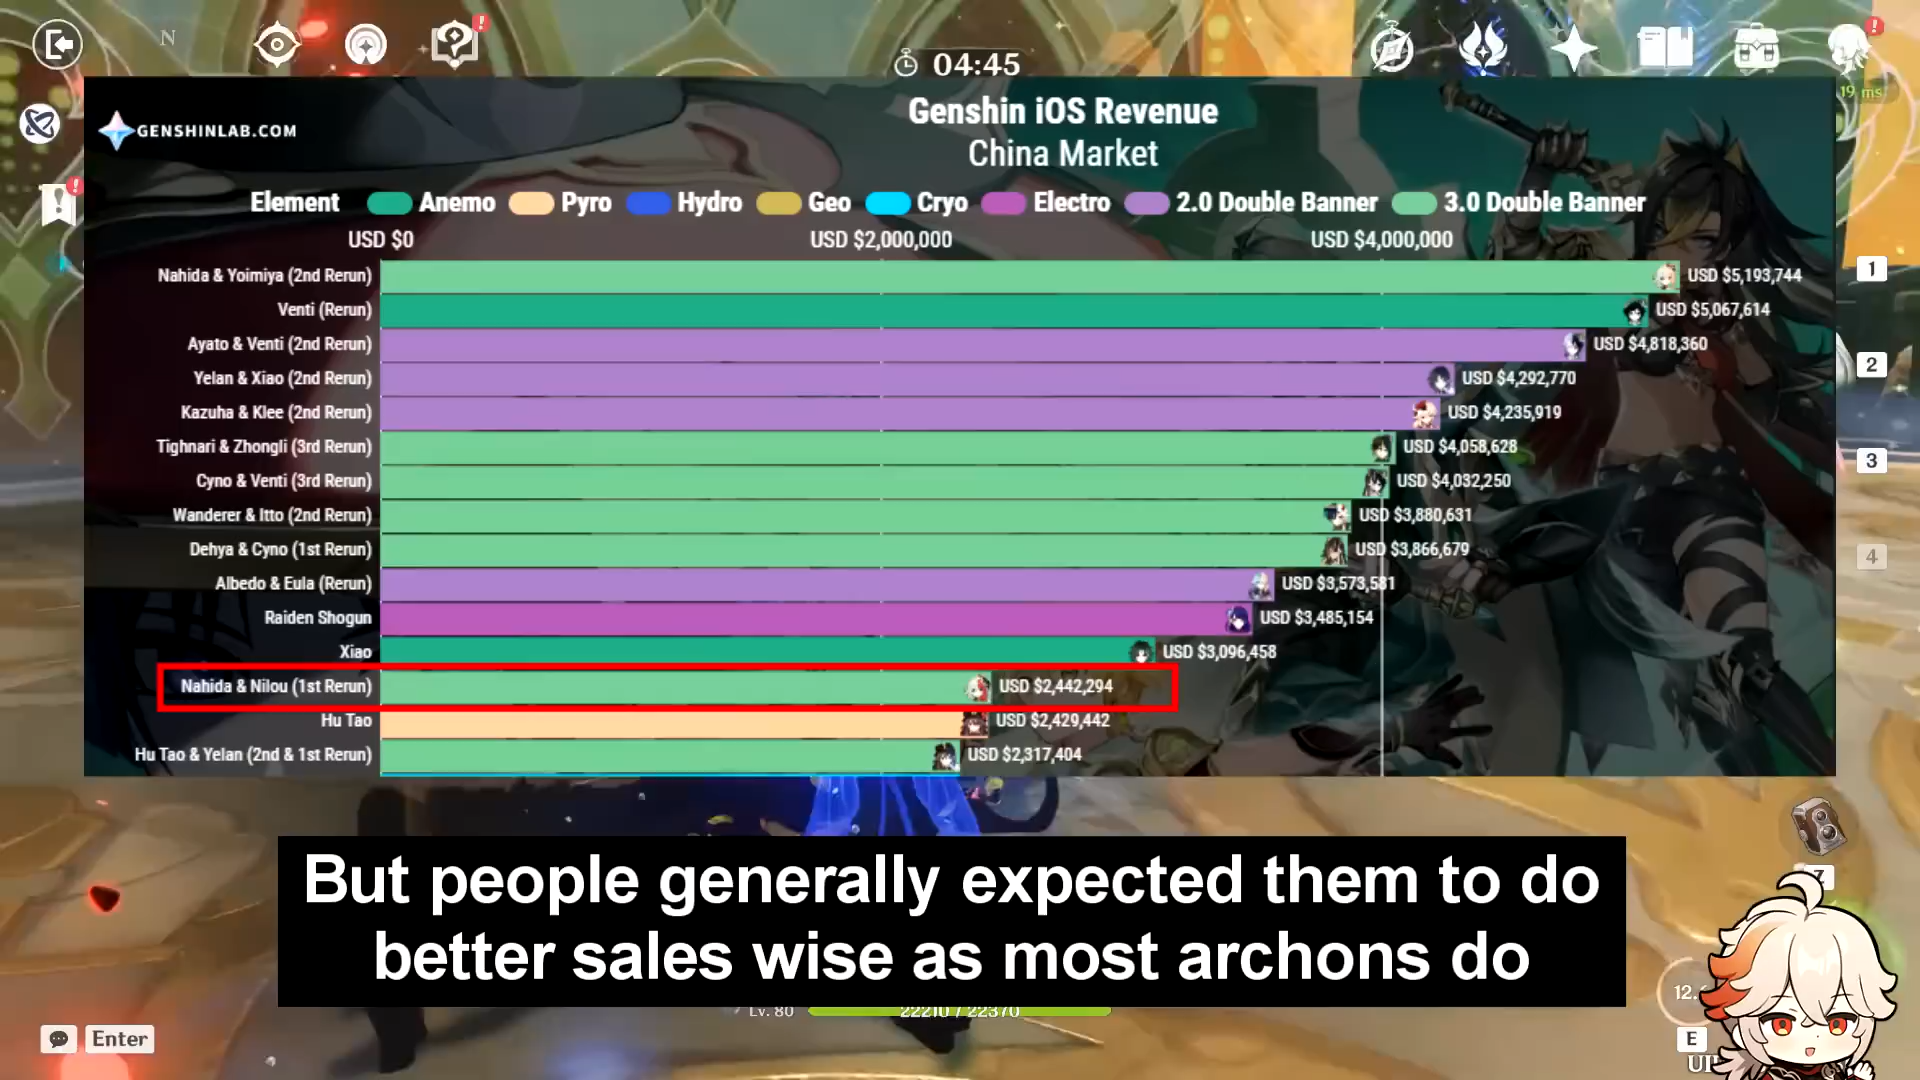 N
04:45
19 ms
GENSHINLAB.COM
Genshin iOS Revenue
China Market
Element Anemo Pyro Hydro Geo Cryo Electro 2.0 Double Banner 3.0 Double Banner
USD $0 USD $2,000,000 USD $4,000,000
Nahida & Yoimiya (2nd Rerun) USD $5,193,744
Venti (Rerun) USD $5,067,614
Ayato & Venti (2nd Rerun) USD $4,818,360
Yelan & Xiao (2nd Rerun) USD $4,292,770
Kazuha & Klee (2nd Rerun) USD $4,235,919
Tighnari & Zhongli (3rd Rerun) USD $4,058,628
Cyno & Venti (3rd Rerun) USD $4,032,250
Wanderer & Itto (2nd Rerun) USD $3,880,631
Dehya & Cyno (1st Rerun) USD $3,866,679
Albedo & Eula (Rerun) USD $3,573,581
Raiden Shogun USD $3,485,154
Xiao USD $3,096,458
Nahida & Nilou (1st Rerun) USD $2,442,294
Hu Tao USD $2,429,442
Hu Tao & Yelan (2nd & 1st Rerun) USD $2,317,404
1
2
3
4
Z
But people generally expected them to do
better sales wise as most archons do
Lv. 80 22210 / 22370
12.
Enter
E